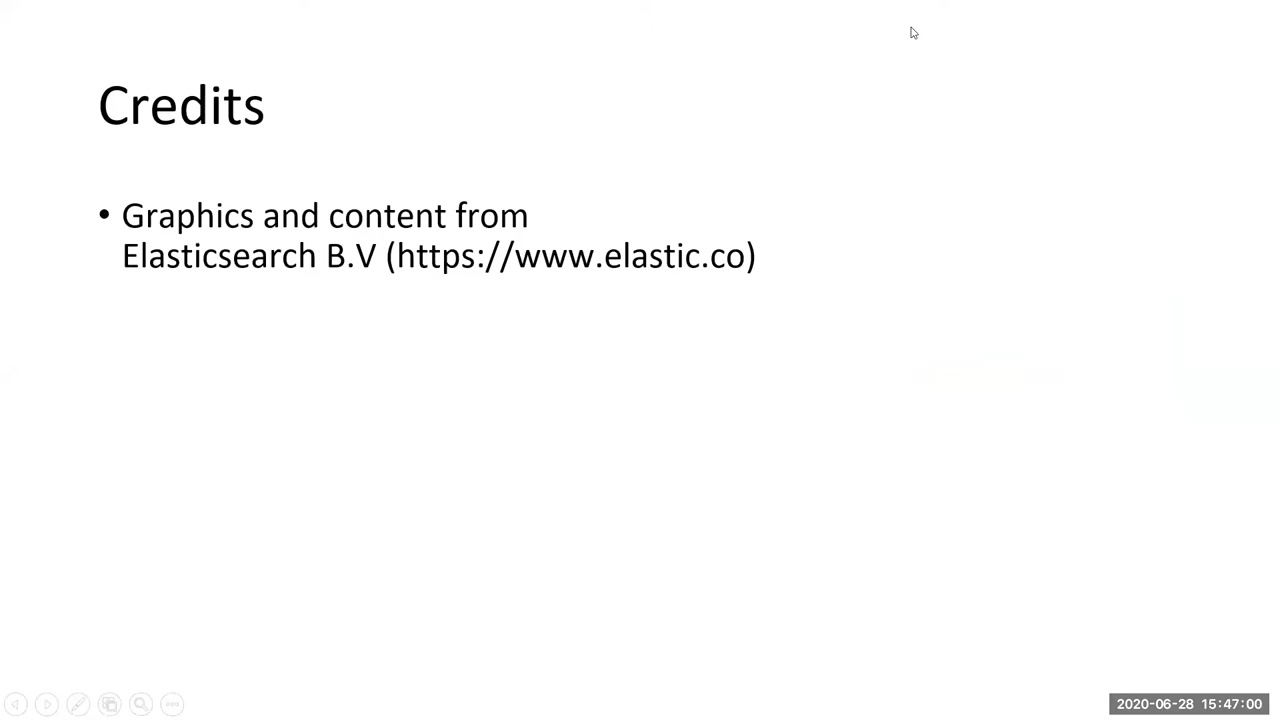 Credits
• Graphics and content from
Elasticsearch B.V (https://www.elastic.co)
2020-06-28 15:47:00